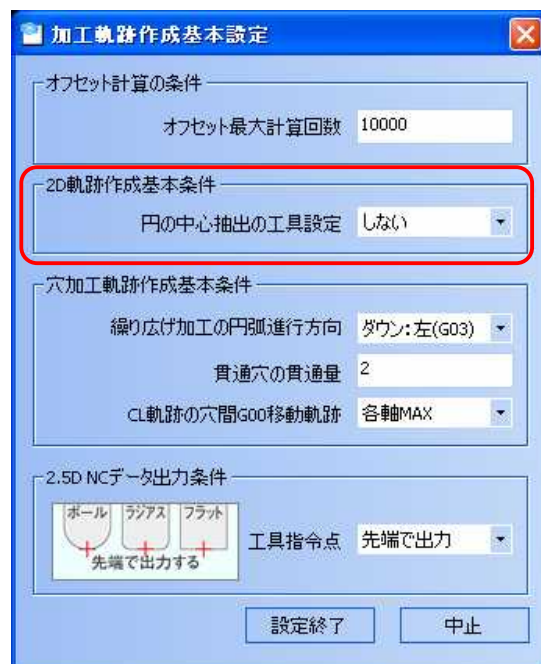 加工軌跡作成基本設定
オフセット計算の条件
オフセット最大計算回数 10000
2D軌跡作成基本条件
円の中心抽出の工具設定 しない
穴加工軌跡作成基本条件
繰り広げ加工の円弧進行方向 ダウン:左(G03)
貫通穴の貫通量 2
CL軌跡の穴間G00移動軌跡 各軸MAX
2.5D NCデータ出力条件
ボール ラジアス フラット
先端で出力する
工具指令点 先端で出力
設定終了 中止